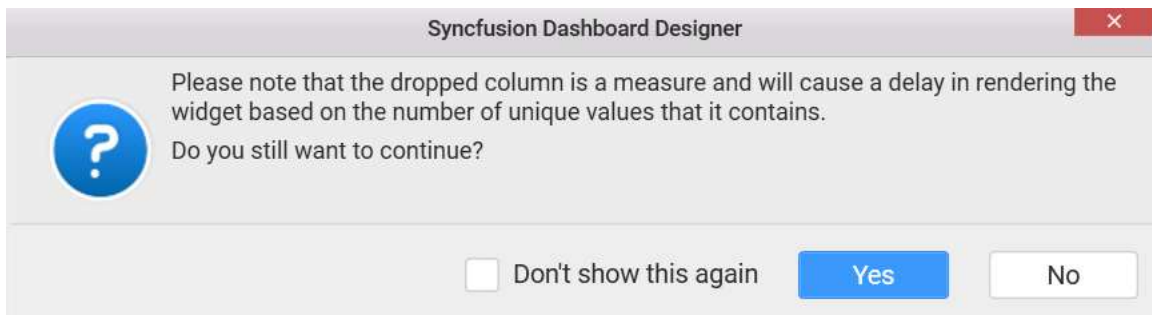 Syncfusion Dashboard Designer
Please note that the dropped column is a measure and will cause a delay in rendering the
widget based on the number of unique values that it contains.
Do you still want to continue?
Don't show this again
Yes
No